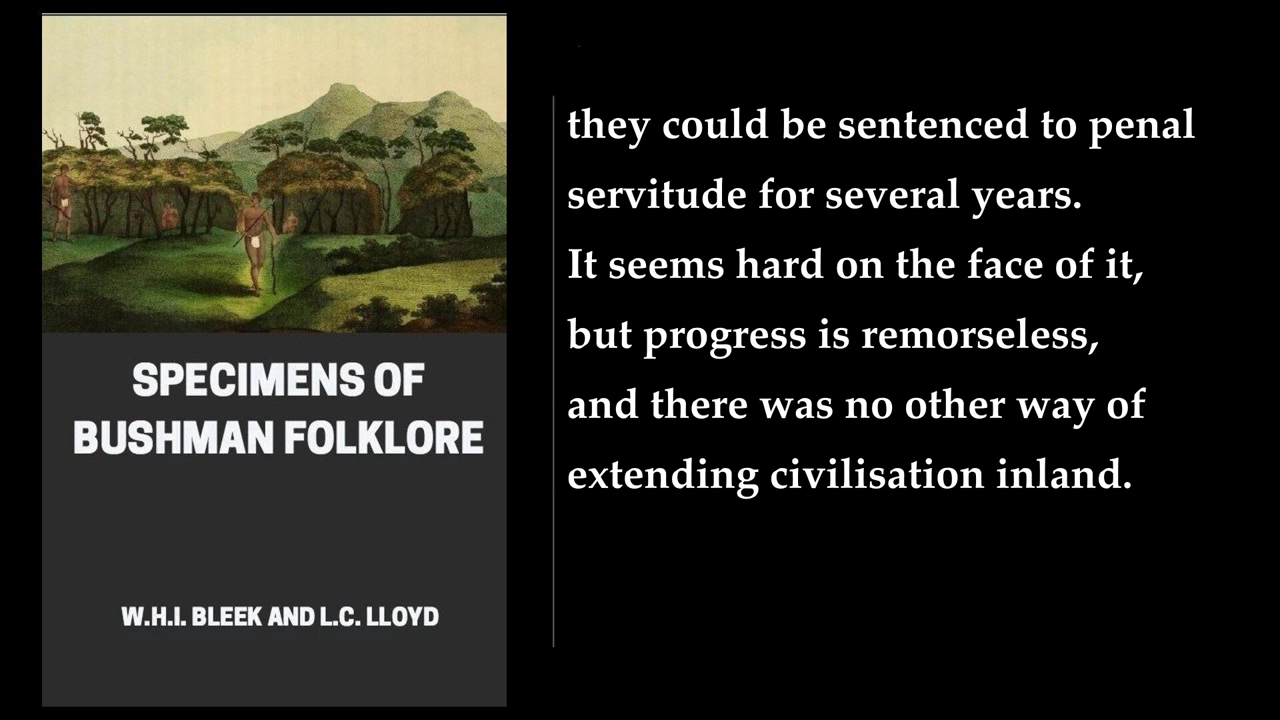 SPECIMENS OF
BUSHMAN FOLKLORE
W.H.I. BLEEK AND L.C. LLOYD
they could be sentenced to penal
servitude for several years.
It seems hard on the face of it,
but progress is remorseless,
and there was no other way of
extending civilisation inland.